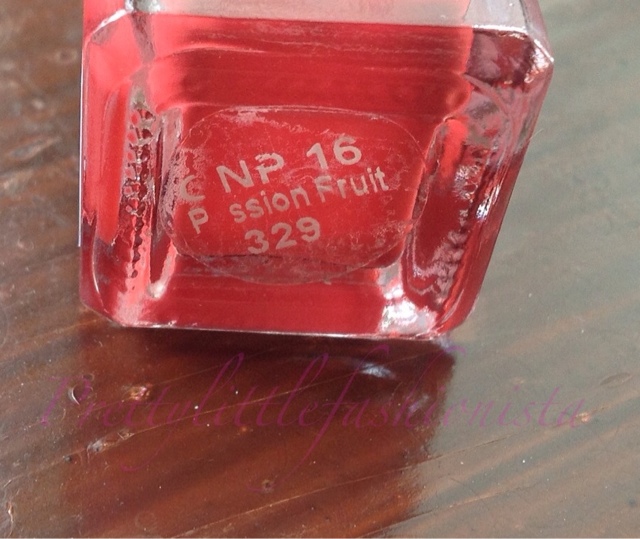 C NP 16
P ssion Fruit
329
Prettylittlefashionista